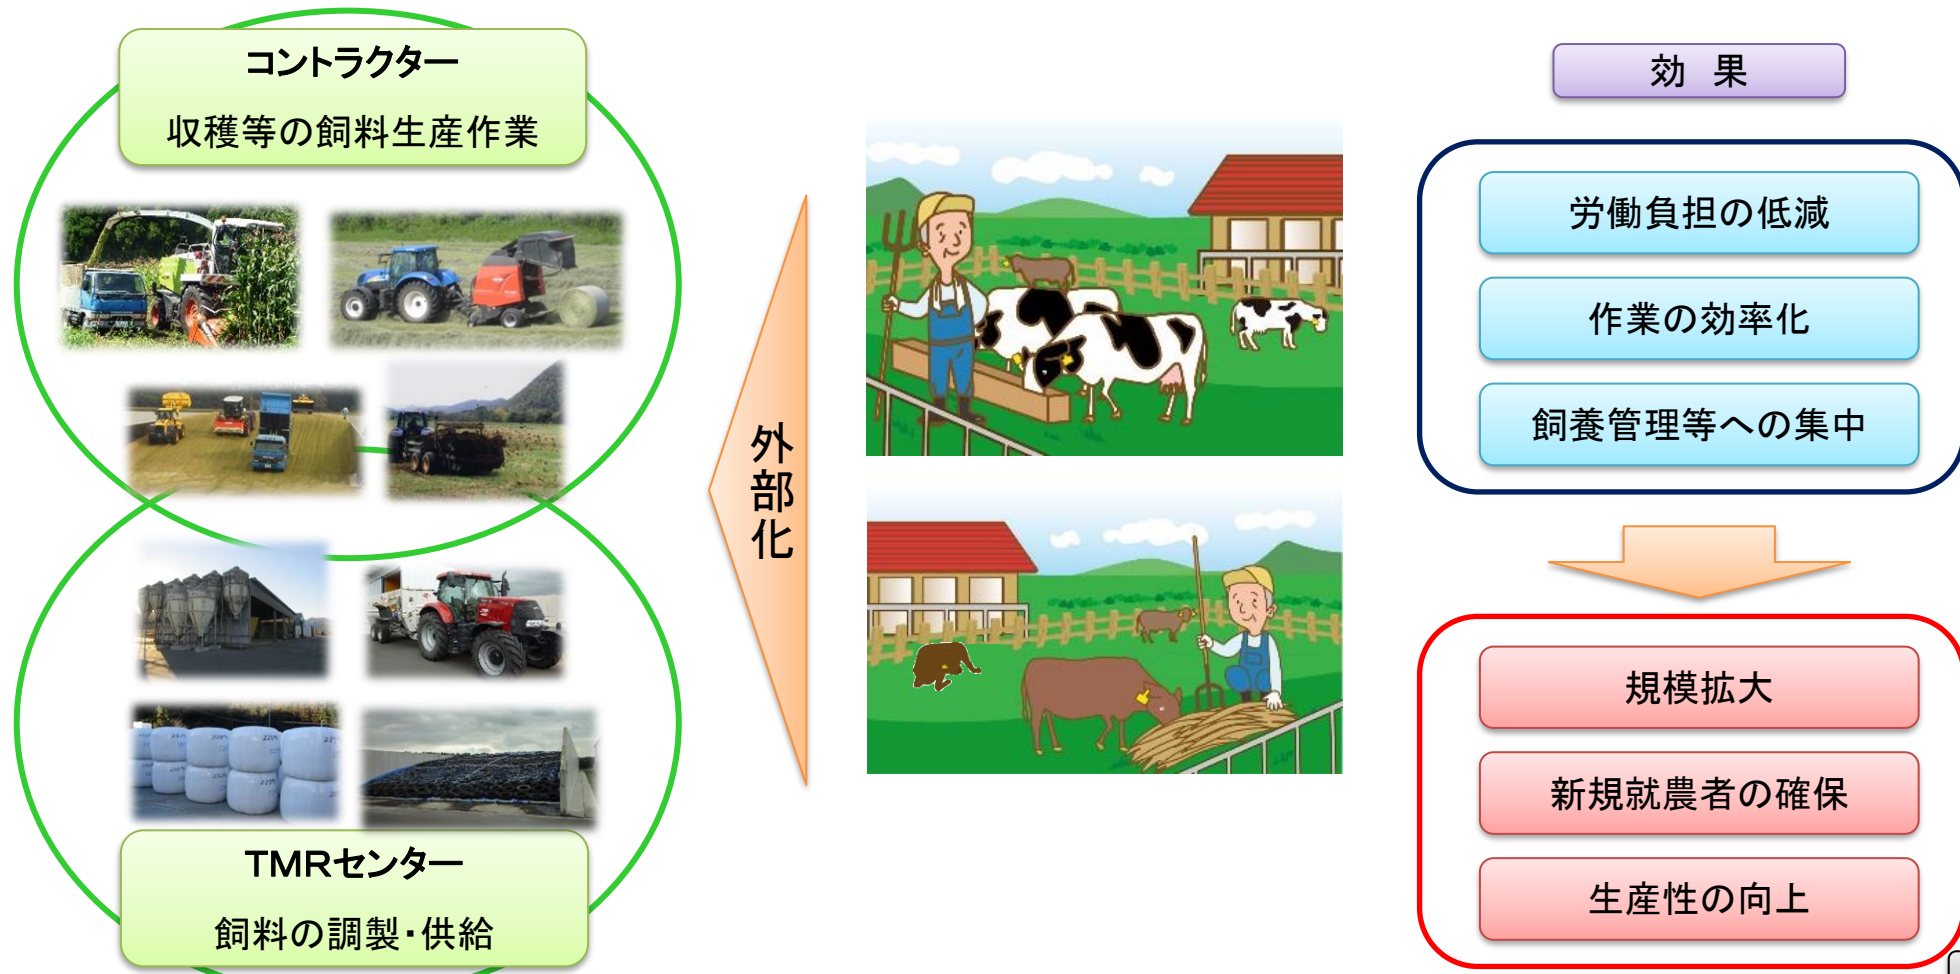 コントラクター
収穫等の飼料生産作業
TMRセンター
飼料の調製・供給
外部化
効 果
労働負担の低減
作業の効率化
飼養管理等への集中
規模拡大
新規就農者の確保
生産性の向上